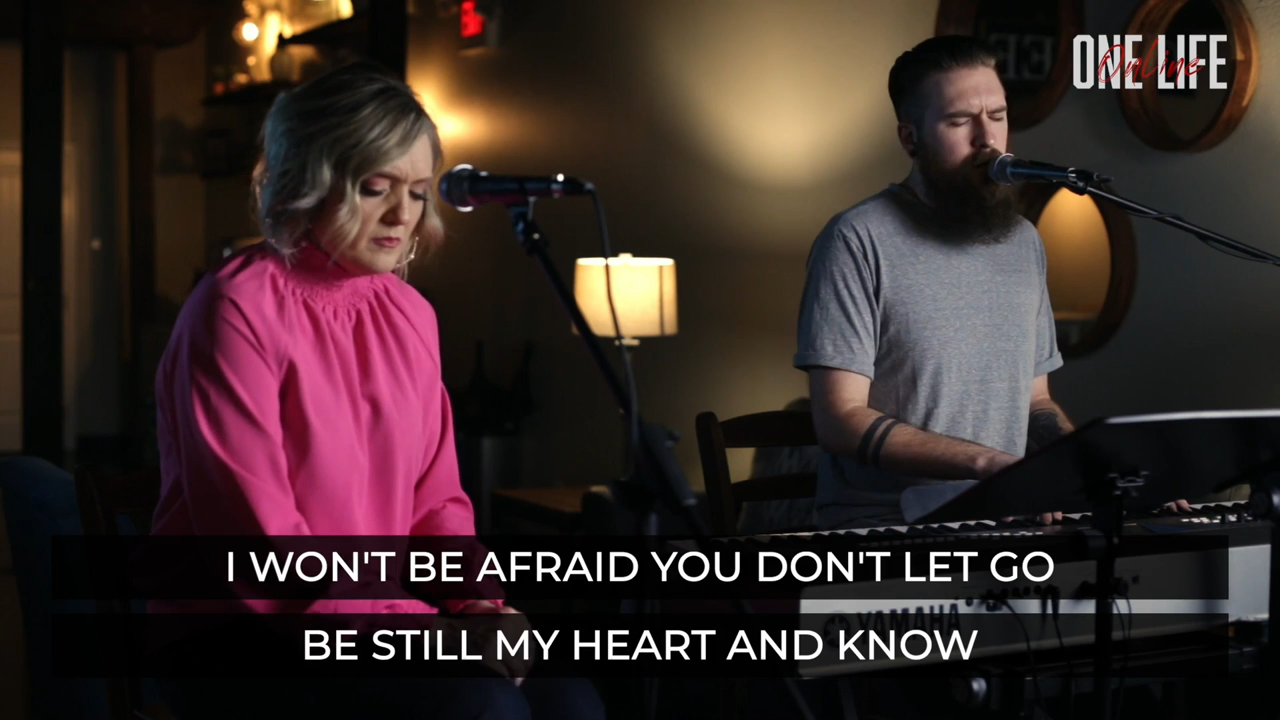 ONE LIFE
Online
I WON'T BE AFRAID YOU DON'T LET GO
BE STILL MY HEART AND KNOW
YAMAHA